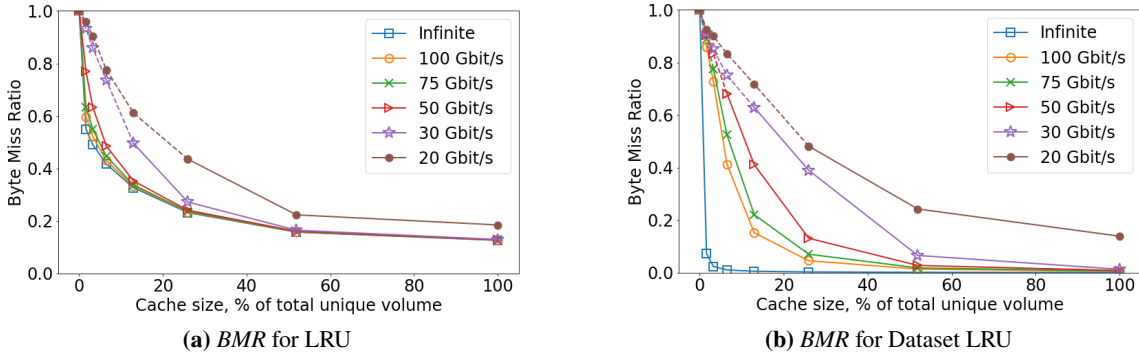 1.0
0.8
0.6
0.4
0.2
0.0
Byte Miss Ratio
Infinite
100 Gbit/s
75 Gbit/s
50 Gbit/s
30 Gbit/s
20 Gbit/s
0 20 40 60 80 100
Cache size, % of total unique volume
(a) BMR for LRU
1.0
0.8
0.6
0.4
0.2
0.0
Byte Miss Ratio
Infinite
100 Gbit/s
75 Gbit/s
50 Gbit/s
30 Gbit/s
20 Gbit/s
0 20 40 60 80 100
Cache size, % of total unique volume
(b) BMR for Dataset LRU